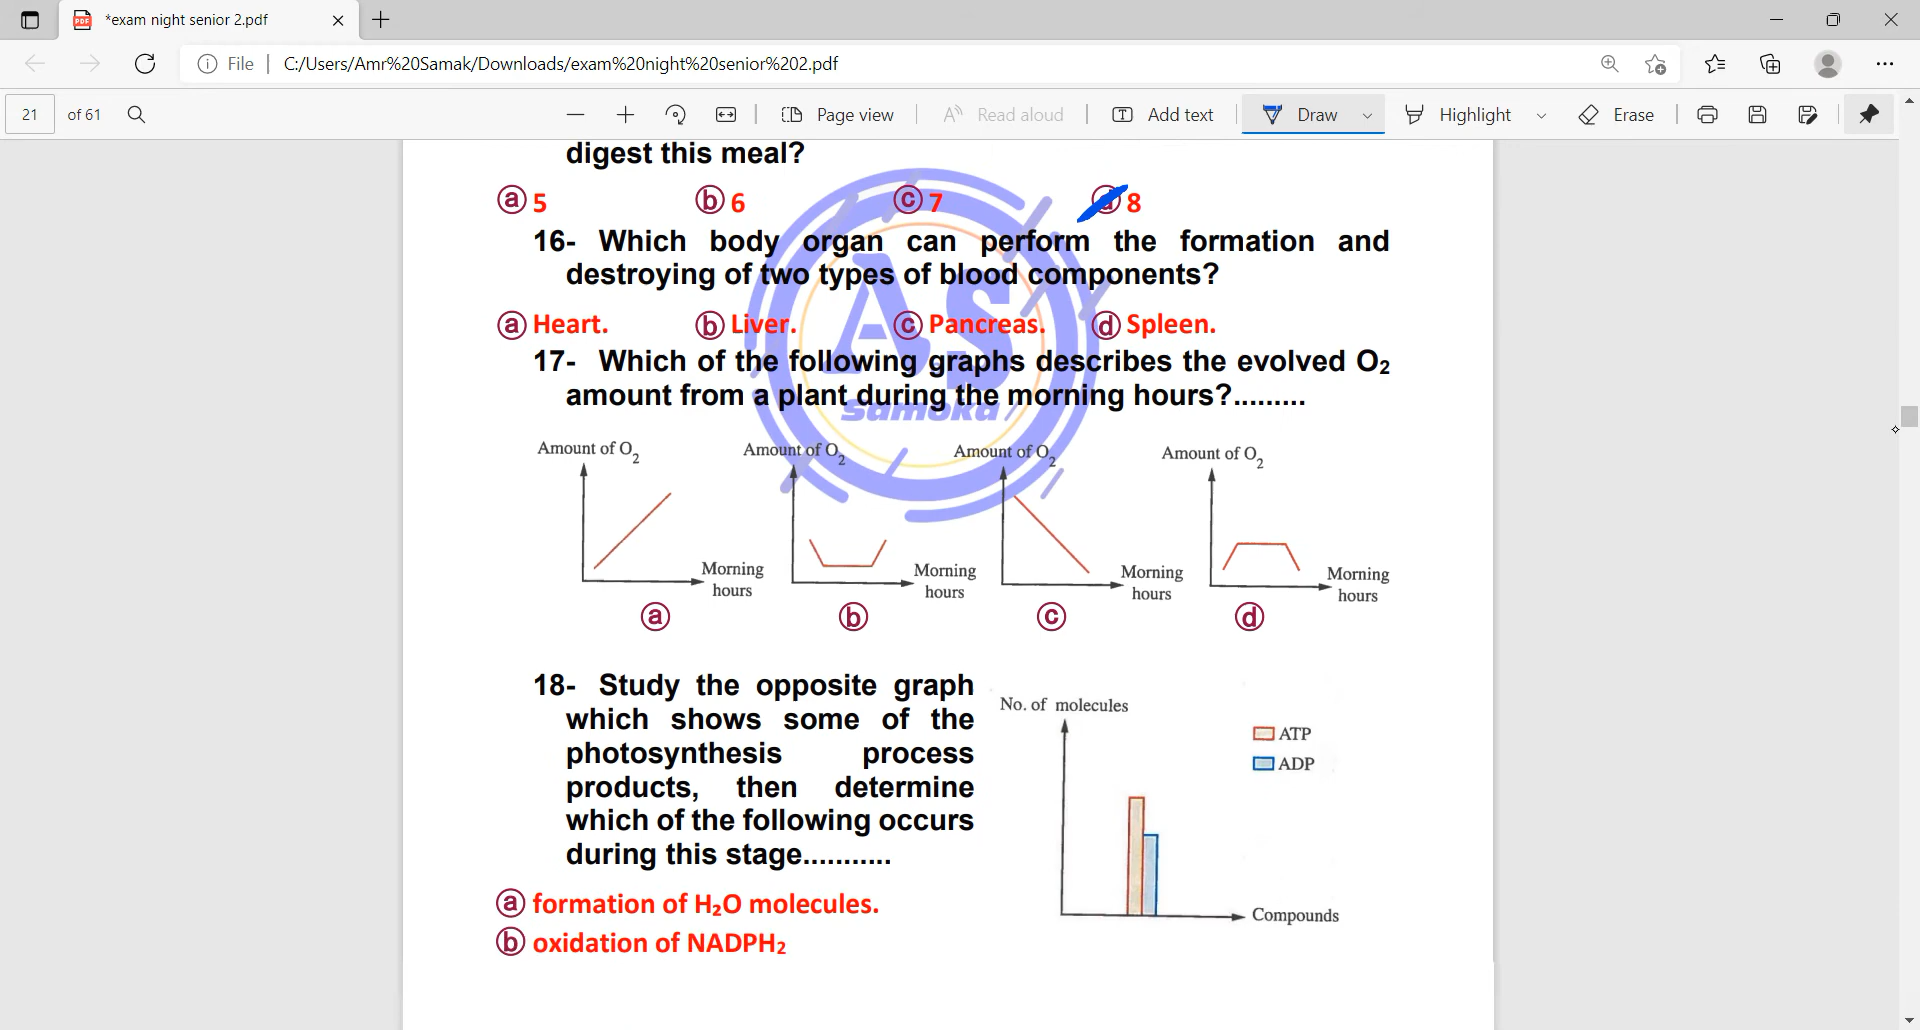 *exam night senior 2.pdf
File
C:/Users/Amr%20Samak/Downloads/exam%20night%20senior%202.pdf
21 of 61
Page view
Read aloud
Add text
Draw
Highlight
Erase
digest this meal?
a 5 b 6 c 7 d 8
16- Which body organ can perform the formation and
destroying of two types of blood components?
a Heart. b Liver. c Pancreas. d Spleen.
17- Which of the following graphs describes the evolved O₂
amount from a plant during the morning hours?.........
AS
Samoka
Amount of O₂ Amount of O₂ Amount of O₂ Amount of O₂
Morning Morning Morning Morning
hours hours hours hours
a b c d
18- Study the opposite graph
which shows some of the
photosynthesis process
products, then determine
which of the following occurs
during this stage...........
No. of molecules
ATP
ADP
Compounds
a formation of H₂O molecules.
b oxidation of NADPH₂